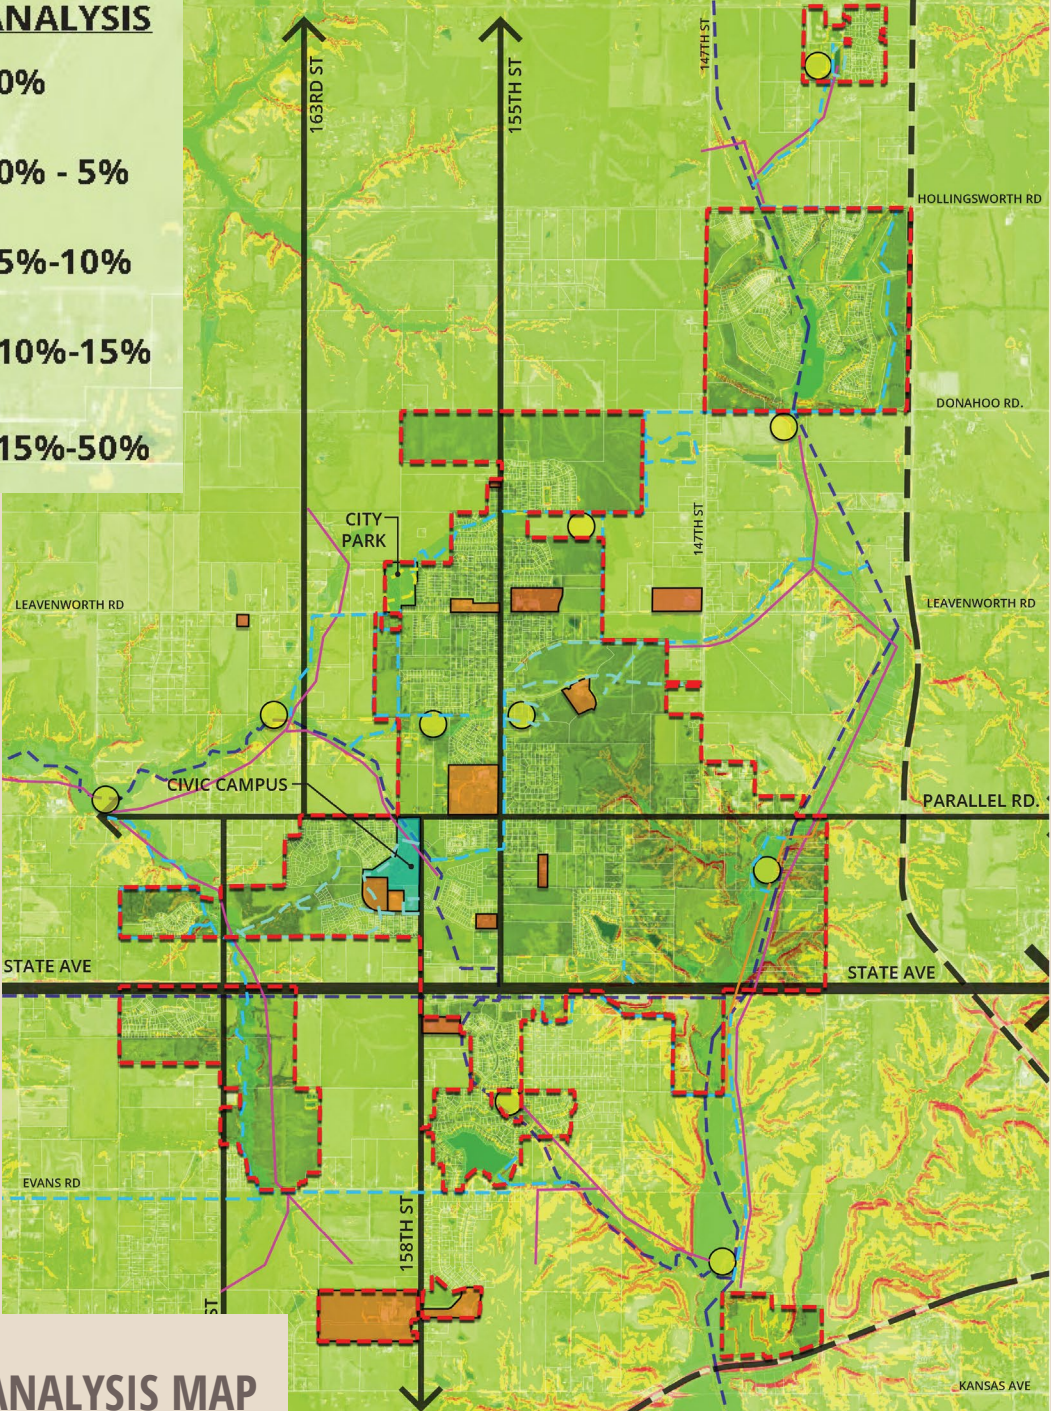 ANALYSIS
0%
0% - 5%
5%-10%
10%-15%
15%-50%
163RD ST
155TH ST
147TH ST
HOLLINGSWORTH RD
DONAHOO RD.
CITY
PARK
147TH ST
LEAVENWORTH RD
LEAVENWORTH RD
CIVIC CAMPUS
PARALLEL RD.
STATE AVE
STATE AVE
EVANS RD
158TH ST
ST
KANSAS AVE
ANALYSIS MAP